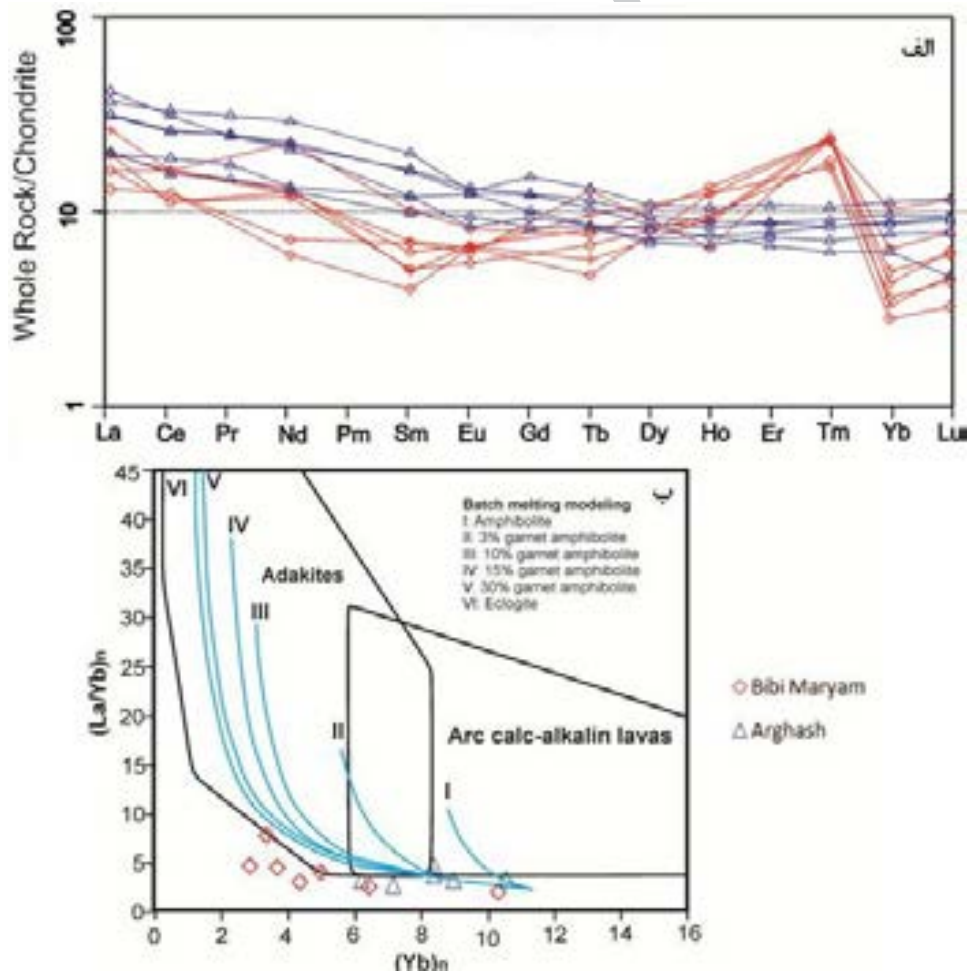 الف
100
10
1
Whole Rock/Chondrite
La Ce Pr Nd Pm Sm Eu Gd Tb Dy Ho Er Tm Yb Lu
ب
45
40
35
30
25
20
15
10
5
0
(La/Yb)n
VI V
IV
III
II
I
Adakites
Arc calc-alkalin lavas
Batch melting modeling
I: Amphibolite
II: 3% garnet amphibolite
III: 10% garnet amphibolite
IV: 15% garnet amphibolite
V: 30% garnet amphibolite
VI: Eclogite
0 2 4 6 8 10 12 14 16
(Yb)n
Bibi Maryam
Arghash